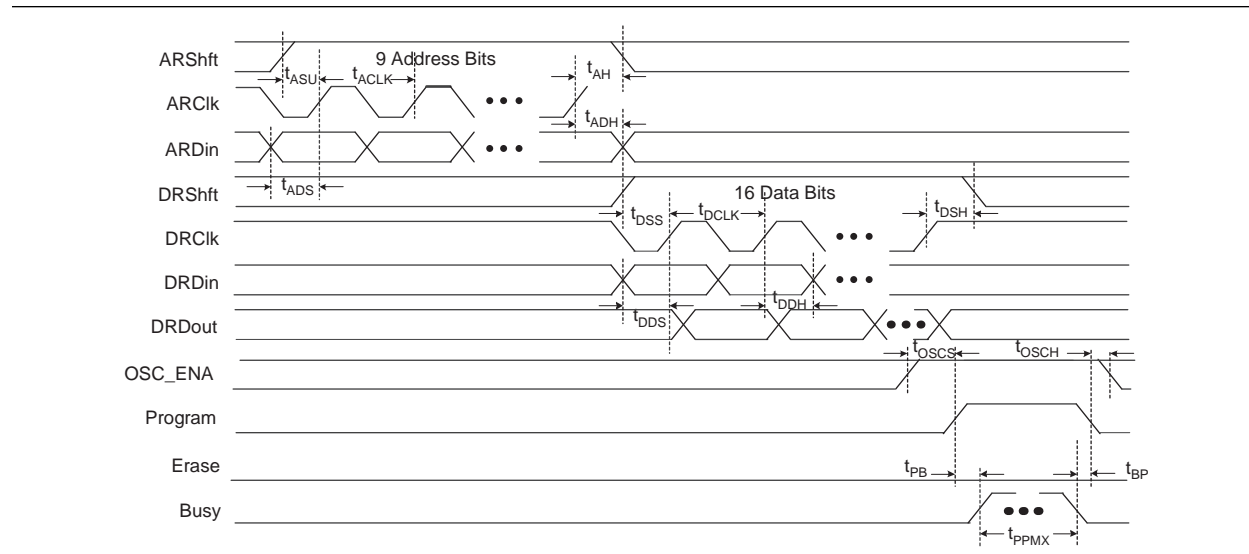 ARShft
9 Address Bits
tASU
tACLK
tAH
ARClk
tADH
ARDin
tADS
DRShft
16 Data Bits
tDSS
tDCLK
tDSH
DRClk
DRDin
tDDS
tDDH
DRDout
tOSCS
tOSCH
OSC_ENA
Program
Erase
tPB
tBP
Busy
tPPMX